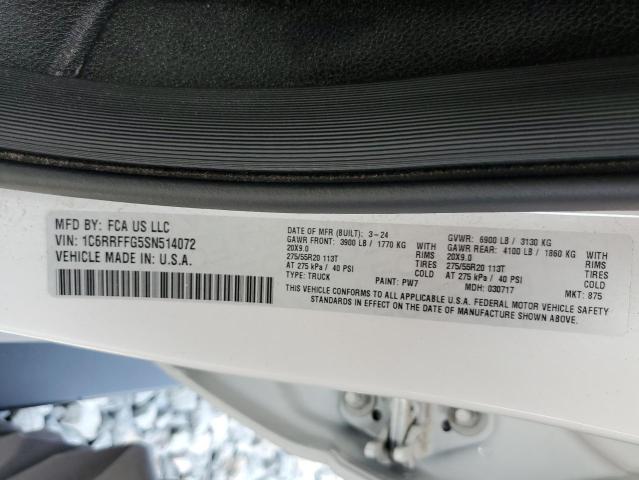 MFD BY: FCA US LLC
VIN: 1C6RRFFG5SN514072
VEHICLE MADE IN: U.S.A.
DATE OF MFR (BUILT): 3-24
GAWR FRONT: 3900 LB / 1770 KG WITH
20X9.0 RIMS
275/55R20 113T TIRES
AT 275 kPa / 40 PSI COLD
TYPE: TRUCK PAINT: PW7
GVWR: 6900 LB / 3130 KG
GAWR REAR: 4100 LB / 1860 KG WITH
20X9.0 RIMS
275/55R20 113T TIRES
AT 275 kPa / 40 PSI COLD
MDH: 030717 MKT: 875
THIS VEHICLE CONFORMS TO ALL APPLICABLE U.S.A. FEDERAL MOTOR VEHICLE SAFETY
STANDARDS IN EFFECT ON THE DATE OF MANUFACTURE SHOWN ABOVE.